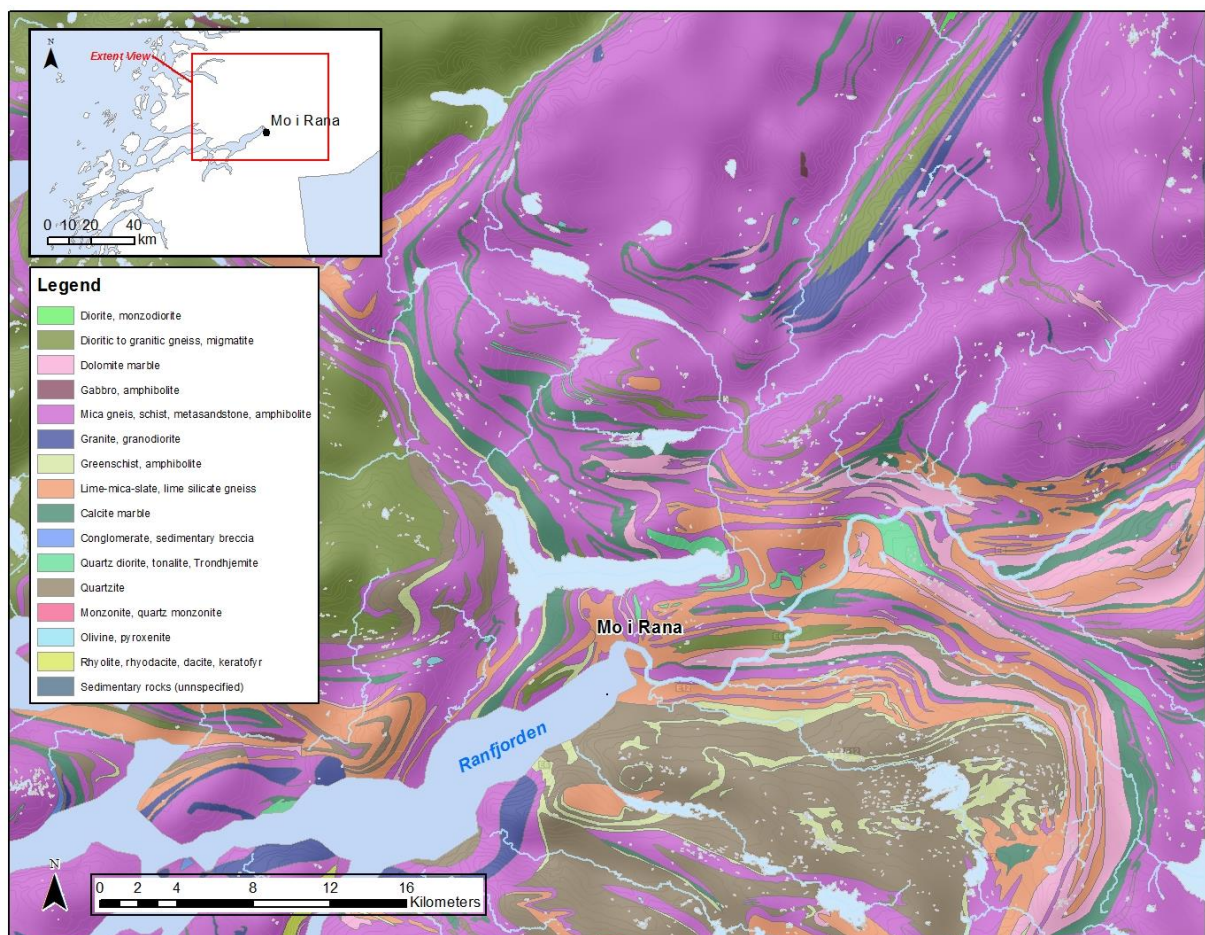 N
Extent View
Mo i Rana
0 10 20 40
km
Legend
Diorite, monzodiorite
Dioritic to granitic gneiss, migmatite
Dolomite marble
Gabbro, amphibolite
Mica gneis, schist, metasandstone, amphibolite
Granite, granodiorite
Greenschist, amphibolite
Lime-mica-slate, lime silicate gneiss
Calcite marble
Conglomerate, sedimentary breccia
Quartz diorite, tonalite, Trondhjemite
Quartzite
Monzonite, quartz monzonite
Olivine, pyroxenite
Rhyolite, rhyodacite, dacite, keratofyr
Sedimentary rocks (unnspecified)
Mo i Rana
Ranfjorden
N
0 2 4 8 12 16
Kilometers